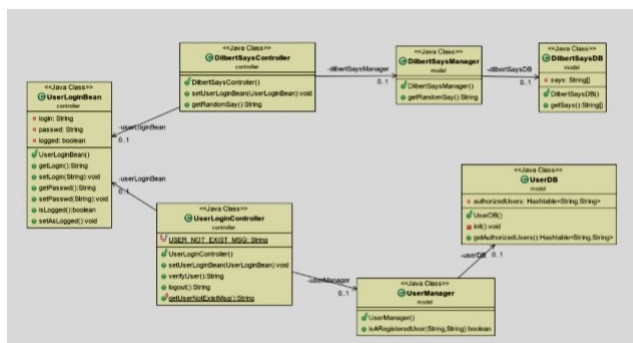 <<Java Class>>
UserLoginBean
controller
login: String
passwd: String
logged: boolean
UserLoginBean()
getLogin():String
setLogin(String):void
getPasswd():String
setPasswd(String):void
isLogged():boolean
setAsLogged():void
<<Java Class>>
DilbertSaysController
controller
DilbertSaysController()
setUserLoginBean(UserLoginBean):void
getRandomSay():String
-userLoginBean
0..1
-dilbertSaysManager
0..1
<<Java Class>>
DilbertSaysManager
model
DilbertSaysManager()
getRandomSay():String
-dilbertSaysDB
0..1
<<Java Class>>
DilbertSaysDB
model
says: String[]
DilbertSaysDB()
getSays():String[]
-userLoginBean
0..1
<<Java Class>>
UserLoginController
controller
USER_NOT_EXIST_MSG: String
UserLoginController()
setUserLoginBean(UserLoginBean):void
verifyUser():String
logout():String
getUserNotExistMsg():String
-userManager
0..1
<<Java Class>>
UserManager
model
UserManager()
isARegisteredUser(String,String):boolean
-userDB
0..1
<<Java Class>>
UserDB
model
authorizedUsers: Hashtable<String,String>
UserDB()
init():void
getAuthorizedUsers():Hashtable<String,String>